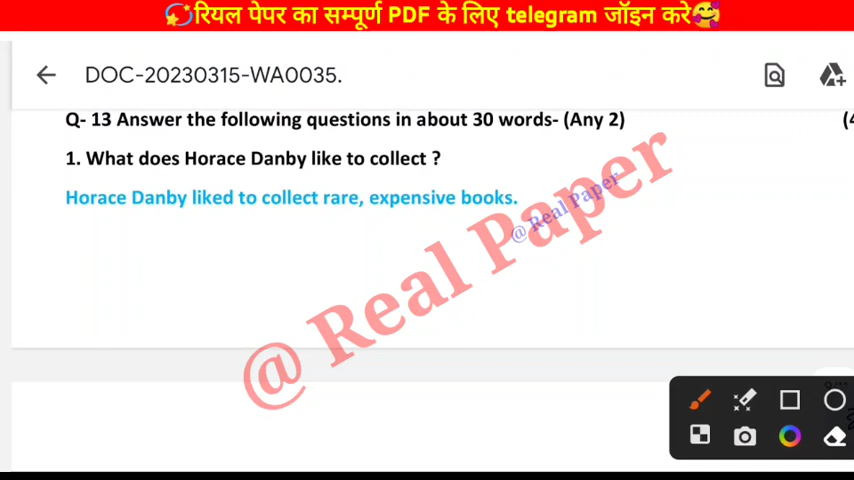 💫रियल पेपर का सम्पूर्ण PDF के लिए telegram जॉइन करे🥰
DOC-20230315-WA0035.
Q- 13 Answer the following questions in about 30 words- (Any 2) (4
1. What does Horace Danby like to collect ?
Horace Danby liked to collect rare, expensive books.
@ Real Paper
@ Real Paper